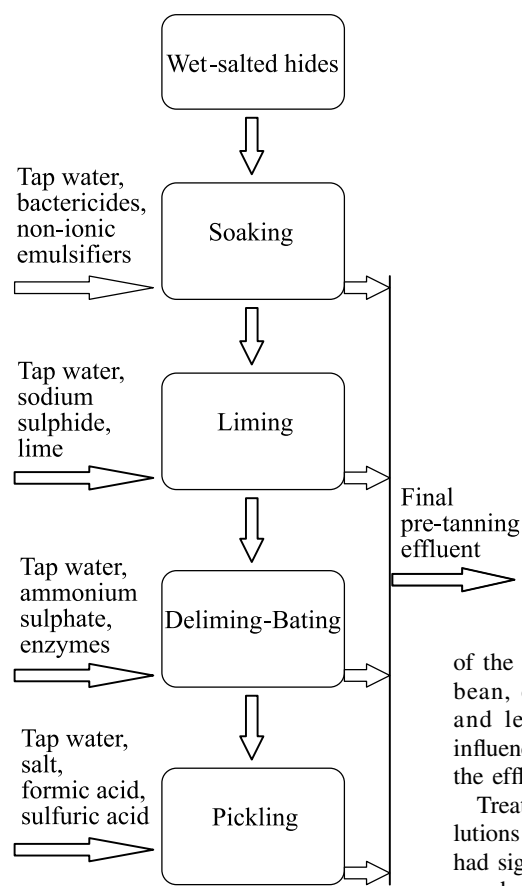 Wet-salted hides
Tap water,
bactericides,
non-ionic
emulsifiers
Soaking
Tap water,
sodium
sulphide,
lime
Liming
Final
pre-tanning
effluent
Tap water,
ammonium
sulphate,
enzymes
Deliming-Bating
Tap water,
salt,
formic acid,
sulfuric acid
Pickling
of the
bean,
and le
influenc
the effl
Treat
lutions
had sig